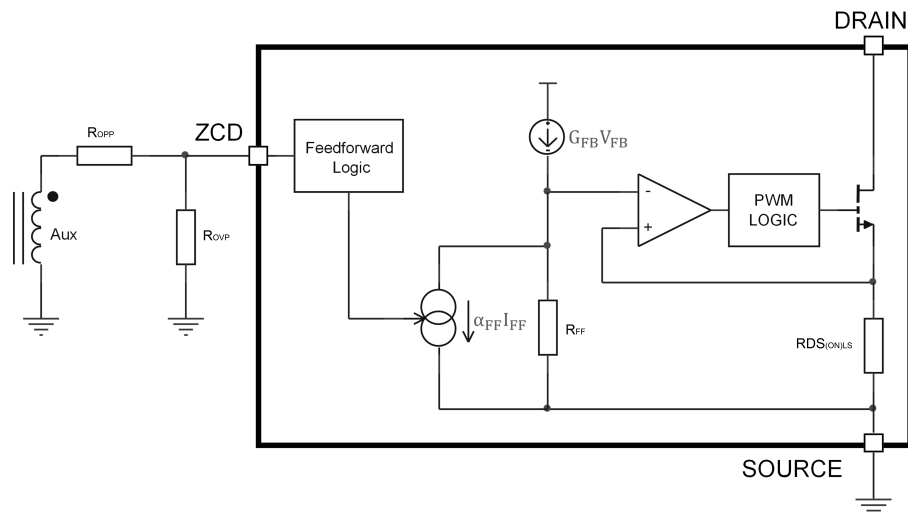 DRAIN
ZCD
ROPP
Feedforward
Logic
GFBVFB
-
PWM
LOGIC
+
Aux
ROVP
αFFIFF
RFF
RDS(ON)LS
SOURCE